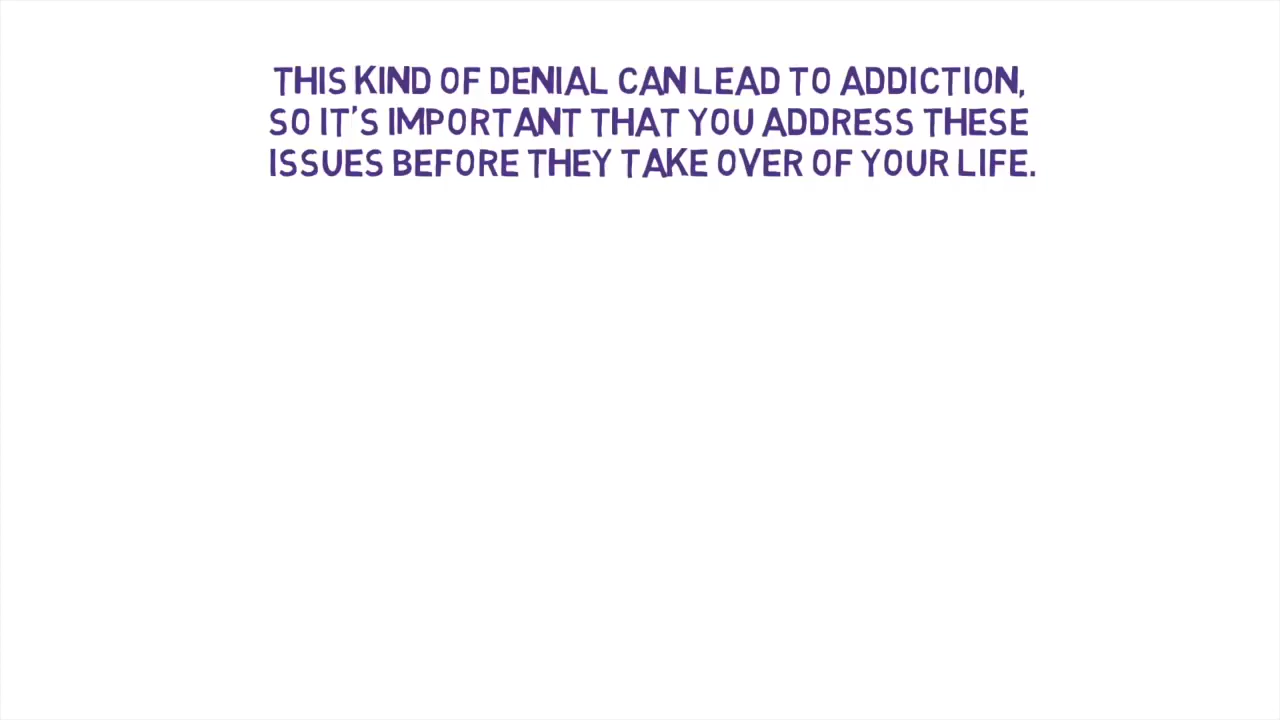 THIS KIND OF DENIAL CAN LEAD TO ADDICTION,
SO IT'S IMPORTANT THAT YOU ADDRESS THESE
ISSUES BEFORE THEY TAKE OVER OF YOUR LIFE.